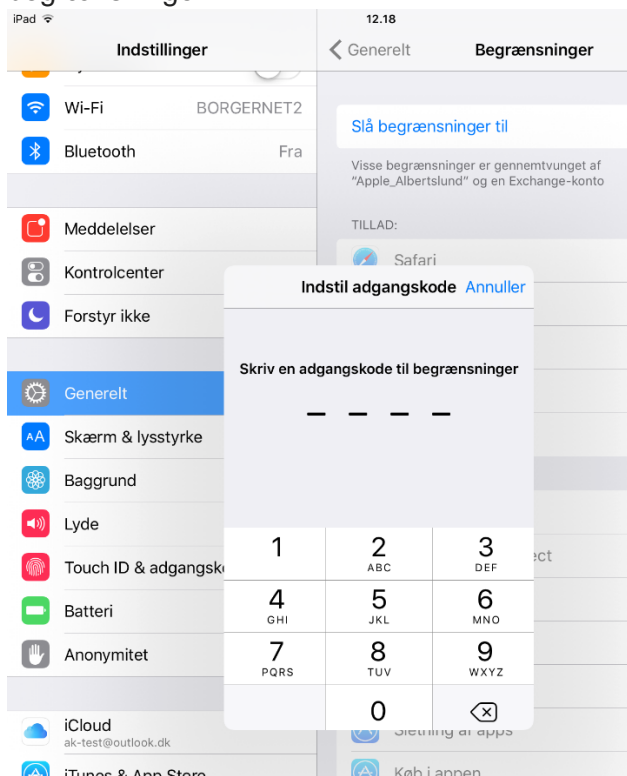 iPad
12.18
Indstillinger
Generelt
Begrænsninger
Wi-Fi
BORGERNET2
Bluetooth
Fra
Meddelelser
Kontrolcenter
Forstyr ikke
Generelt
AA
Skærm & lysstyrke
Baggrund
Lyde
Touch ID & adgangsko
Batteri
Anonymitet
iCloud
ak-test@outlook.dk
iTunes & App Store
Slå begrænsninger til
Visse begrænsninger er gennemtvunget af
“Apple_Albertslund” og en Exchange-konto
TILLAD:
Safari
Indstil adgangskode
Annuller
Skriv en adgangskode til begrænsninger
1
2
ABC
3
DEF
4
GHI
5
JKL
6
MNO
7
PQRS
8
TUV
9
WXYZ
0
ect
Sletning af apps
Køb i appen